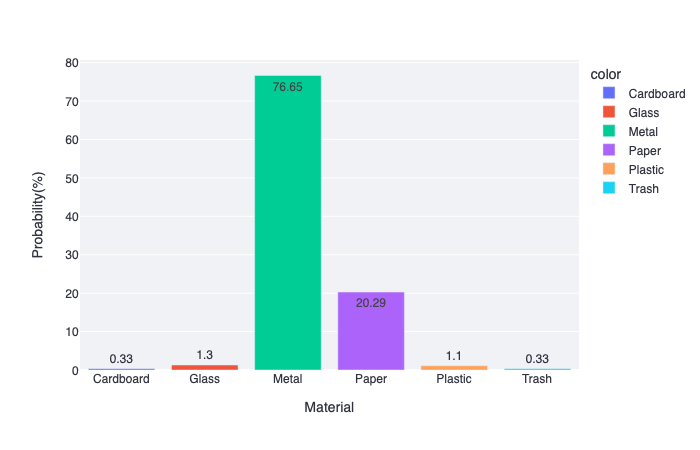 80
70
60
50
40
30
20
10
0
Probability(%)
0.33
1.3
76.65
20.29
1.1
0.33
Cardboard
Glass
Metal
Paper
Plastic
Trash
Material
color
Cardboard
Glass
Metal
Paper
Plastic
Trash